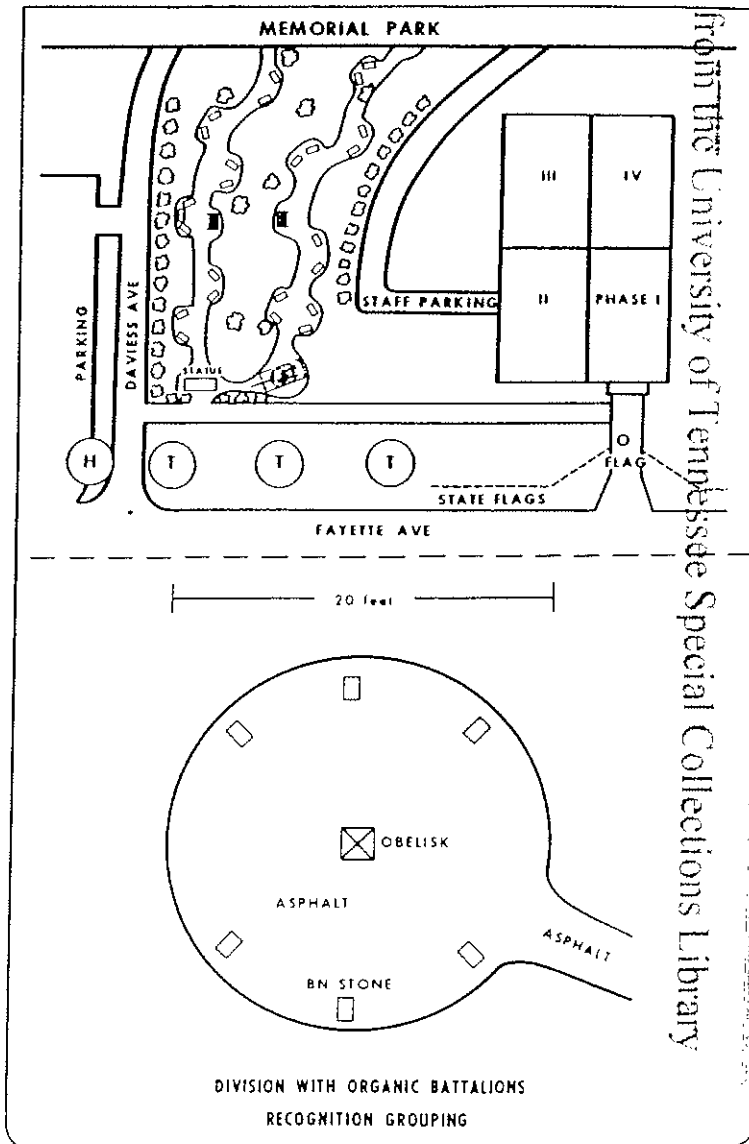 MEMORIAL PARK
III
IV
II
PHASE I
STAFF PARKING
PARKING
DAVIESS AVE
STATUE
H
T
T
T
FLAG
STATE FLAGS
FAYETTE AVE
20 feet
OBELISK
ASPHALT
ASPHALT
BN STONE
DIVISION WITH ORGANIC BATTALIONS
RECOGNITION GROUPING
from the University of Tennessee Special Collections Library